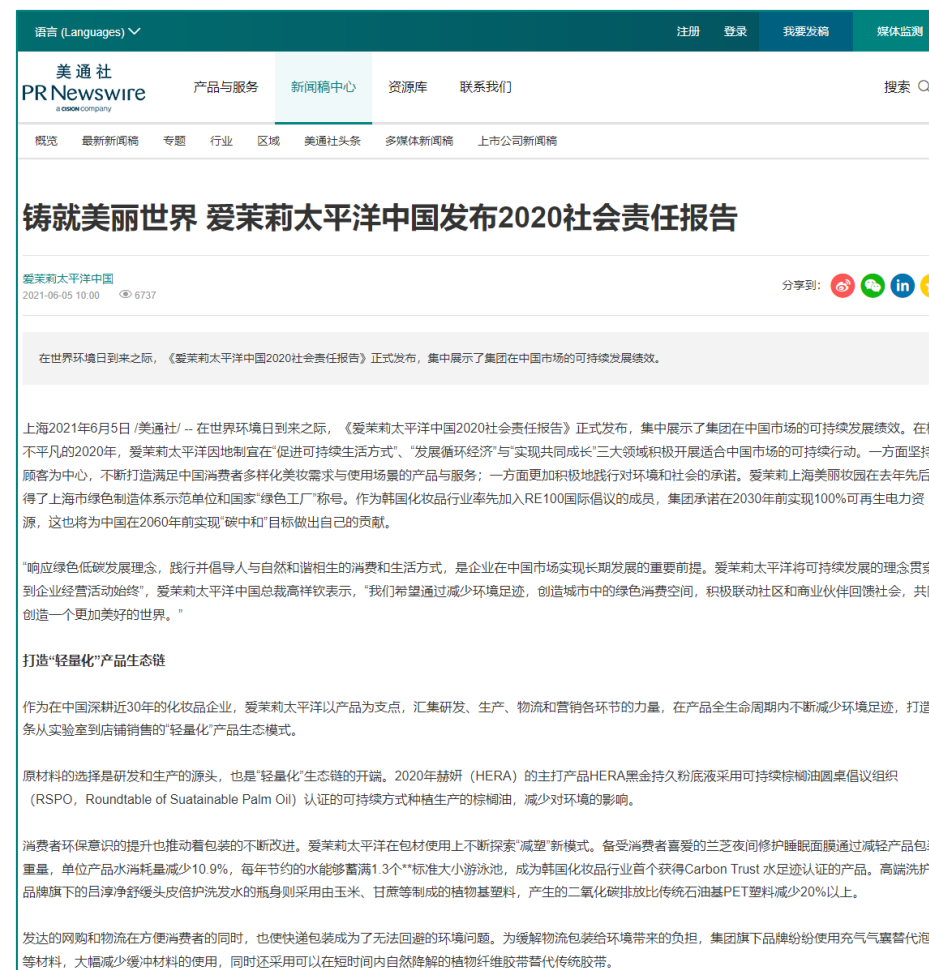 语言 (Languages)
注册 登录 我要发稿 媒体监测
美通社
PR Newswire
a CISION company
产品与服务 新闻稿中心 资源库 联系我们 搜索
概览 最新新闻稿 专题 行业 区域 美通社头条 多媒体新闻稿 上市公司新闻稿
铸就美丽世界 爱茉莉太平洋中国发布2020社会责任报告
爱茉莉太平洋中国
2021-06-05 10:00 6737
分享到:
in
在世界环境日到来之际，《爱茉莉太平洋中国2020社会责任报告》正式发布，集中展示了集团在中国市场的可持续发展绩效。
上海2021年6月5日 /美通社/ -- 在世界环境日到来之际，《爱茉莉太平洋中国2020社会责任报告》正式发布，集中展示了集团在中国市场的可持续发展绩效。在
不平凡的2020年，爱茉莉太平洋因地制宜在“促进可持续生活方式”、“发展循环经济”与“实现共同成长”三大领域积极开展适合中国市场的可持续行动。一方面坚持
顾客为中心，不断打造满足中国消费者多样化美妆需求与使用场景的产品与服务；一方面更加积极地践行对环境和社会的承诺。爱茉莉上海美丽妆园在去年先后
得了上海市绿色制造体系示范单位和国家“绿色工厂”称号。作为韩国化妆品行业率先加入RE100国际倡议的成员，集团承诺在2030年前实现100%可再生电力资
源，这也将为中国在2060年前实现“碳中和”目标做出自己的贡献。
“响应绿色低碳发展理念，践行并倡导人与自然和谐相生的消费和生活方式，是企业在中国市场实现长期发展的重要前提。爱茉莉太平洋将可持续发展的理念贯穿
到企业经营活动始终”，爱茉莉太平洋中国总裁高祥钦表示，“我们希望通过减少环境足迹，创造城市中的绿色消费空间，积极联动社区和商业伙伴回馈社会，共同
创造一个更加美好的世界。”
打造“轻量化”产品生态链
作为在中国深耕近30年的化妆品企业，爱茉莉太平洋以产品为支点，汇集研发、生产、物流和营销各环节的力量，在产品全生命周期内不断减少环境足迹，打造
条从实验室到店铺销售的“轻量化”产品生态模式。
原材料的选择是研发和生产的源头，也是“轻量化”生态链的开端。2020年赫妍（HERA）的主打产品HERA黑金持久粉底液采用可持续棕榈油圆桌倡议组织
（RSPO，Roundtable of Suatainable Palm Oil）认证的可持续方式种植生产的棕榈油，减少对环境的影响。
消费者环保意识的提升也推动着包装的不断改进。爱茉莉太平洋在包材使用上不断探索“减塑”新模式。备受消费者喜爱的兰芝夜间修护睡眠面膜通过减轻产品包装
重量，单位产品水消耗量减少10.9%，每年节约的水能够蓄满1.3个**标准大小游泳池，成为韩国化妆品行业首个获得Carbon Trust 水足迹认证的产品。高端洗护
品牌旗下的吕淳净舒缓头皮倍护洗发水的瓶身则采用由玉米、甘蔗等制成的植物基塑料，产生的二氧化碳排放比传统石油基PET塑料减少20%以上。
发达的网购和物流在方便消费者的同时，也使快递包装成为了无法回避的环境问题。为缓解物流包装给环境带来的负担，集团旗下品牌纷纷使用充气气囊替代泡
等材料，大幅减少缓冲材料的使用，同时还采用可以在短时间内自然降解的植物纤维胶带替代传统胶带。